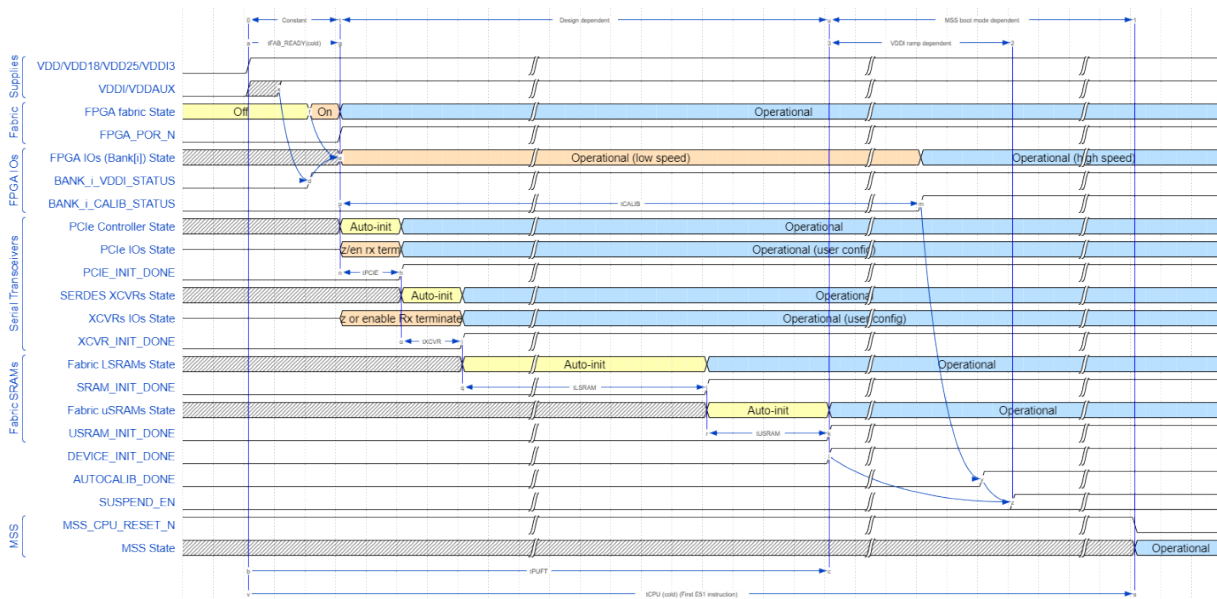 0 Constant Design dependent MSS boot mode dependent 1
tFAB_READY(cold) 3 VDDI ramp dependent 2
Supplies
VDD/VDD18/VDD25/VDDI3
VDDI/VDDAUX
Fabric
FPGA fabric State Off On Operational
FPGA_POR_N
FPGA IOs
FPGA IOs (Bank[i]) State Operational (low speed) Operational (high speed)
BANK_i_VDDI_STATUS
BANK_i_CALIB_STATUS tCALIB
Serial Transceivers
PCIe Controller State Auto-init Operational
PCIe IOs State z/en rx term Operational (user config)
PCIE_INIT_DONE tPCIE
SERDES XCVRs State Auto-init Operational
XCVRs IOs State z or enable Rx terminate Operational (user config)
XCVR_INIT_DONE tXCVR
Fabric SRAMs
Fabric LSRAMs State Auto-init Operational
SRAM_INIT_DONE tLSRAM
Fabric uSRAMs State Auto-init Operational
USRAM_INIT_DONE tUSRAM
DEVICE_INIT_DONE
AUTOCALIB_DONE
SUSPEND_EN
MSS
MSS_CPU_RESET_N
MSS State Operational
tPUFT
tCPU (cold) (First E51 instruction)